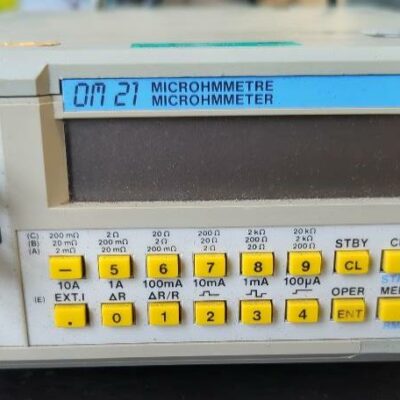 OM 21 MICROHMMETRE
MICROHMMETER
(C) 200 mΩ 2 Ω 20 Ω 200 Ω 2 kΩ 20 kΩ
(B) 20 mΩ 200 mΩ 2 Ω 20 Ω 200 Ω 2 kΩ
(A) 2 mΩ 20 mΩ 200 mΩ 2 Ω 20 Ω 200 Ω
STBY
– 5 6 7 8 9 CL
10A 1A 100mA 10mA 1mA 100µA
(E) EXT.I ΔR ΔR/R OPER
. 0 1 2 3 4 ENT